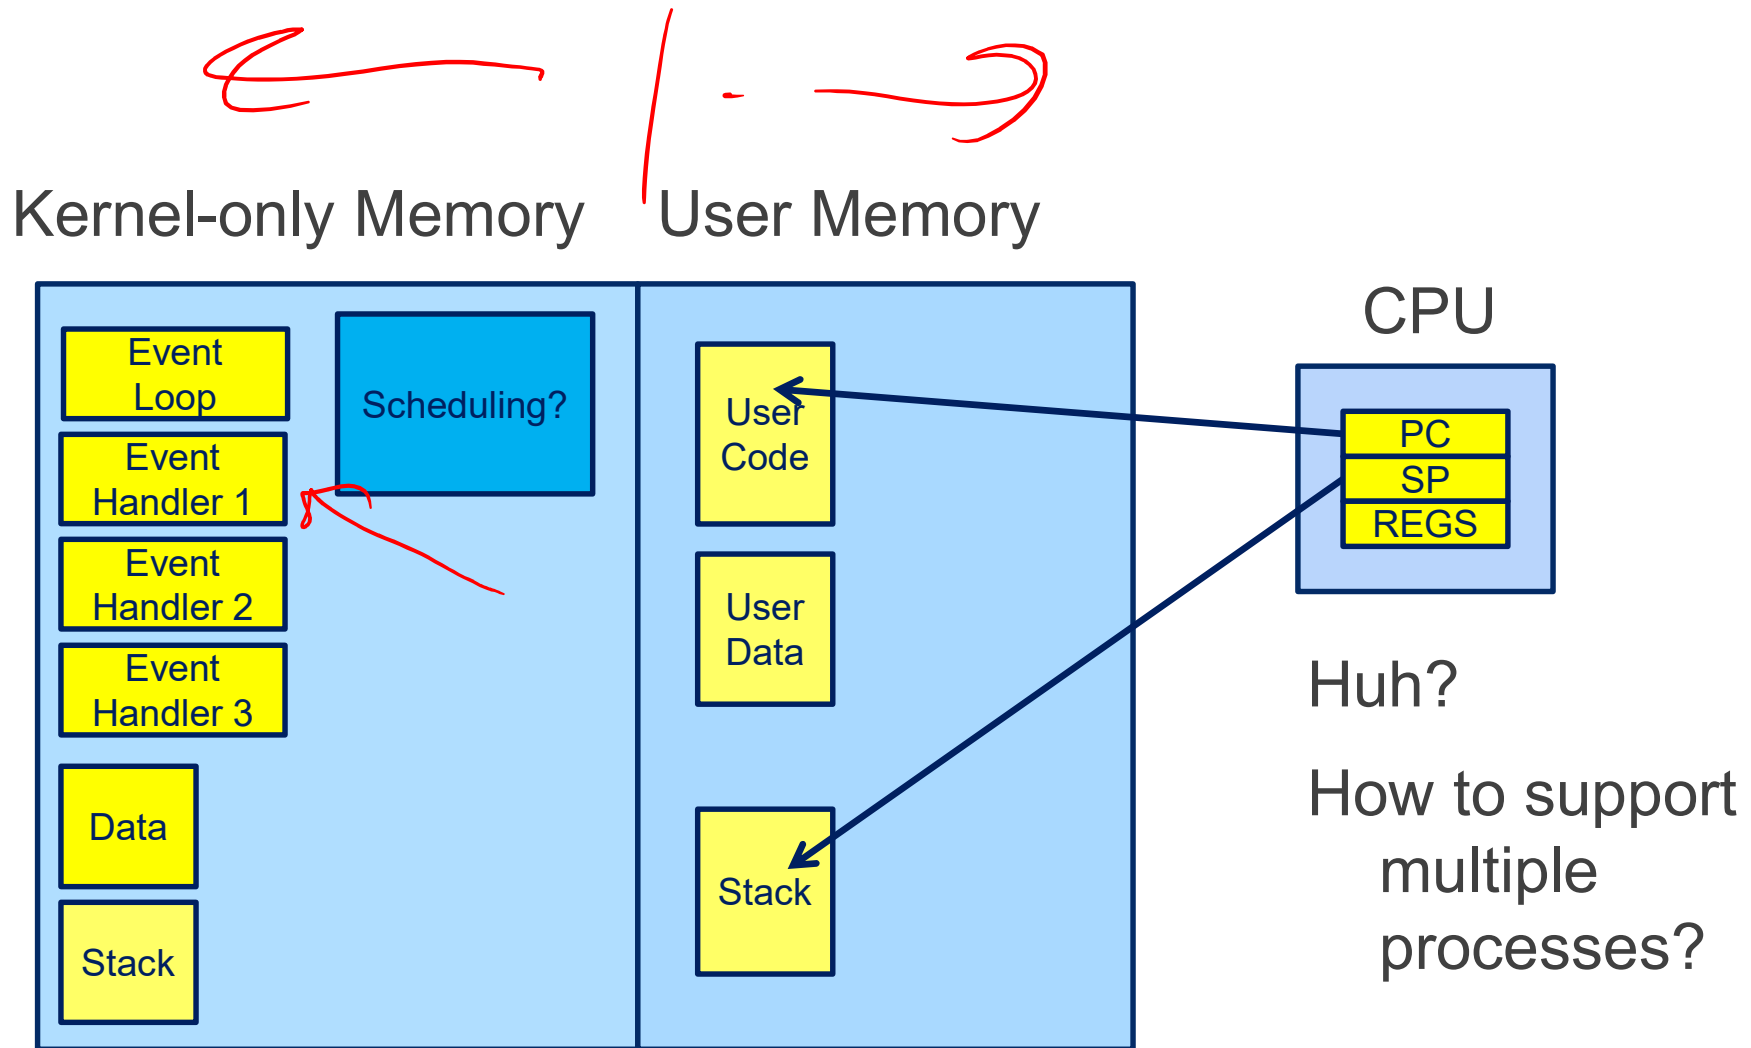 Kernel-only Memory
User Memory
Event
Loop
Scheduling?
Event
Handler 1
Event
Handler 2
Event
Handler 3
Data
Stack
User
Code
User
Data
Stack
CPU
PC
SP
REGS
Huh?
How to support
multiple
processes?